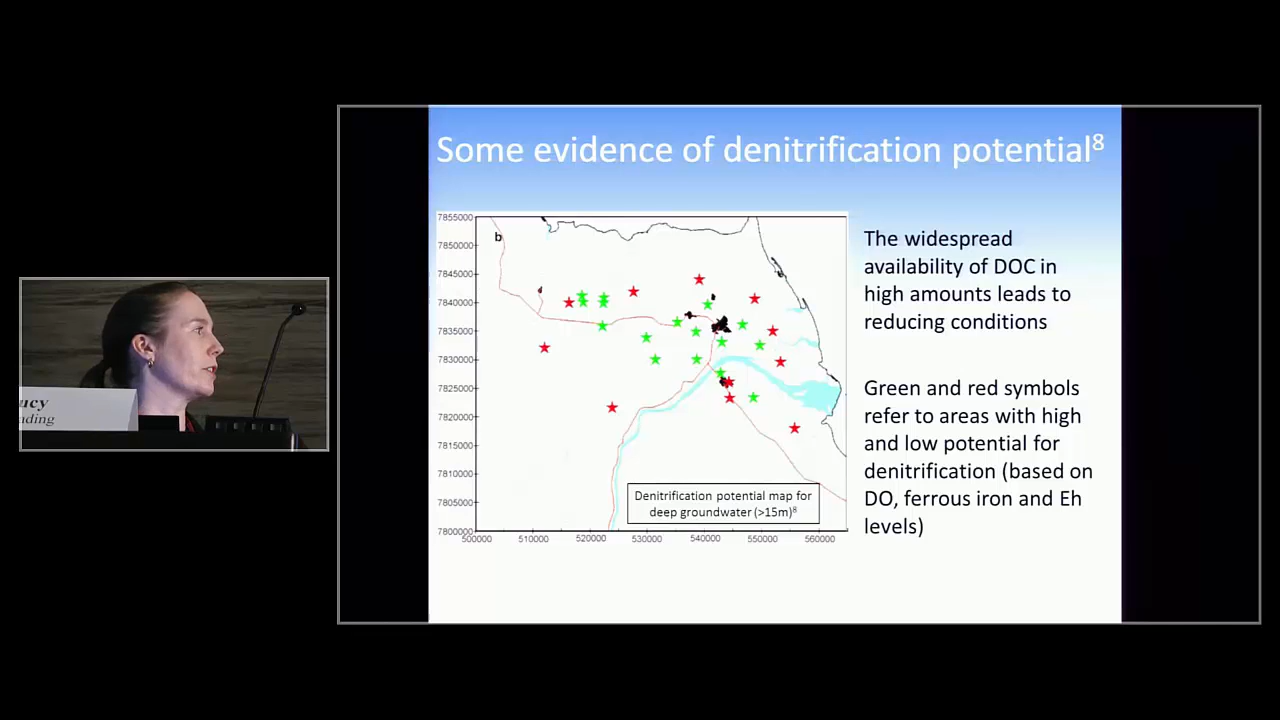 Some evidence of denitrification potential⁸
7855000
7850000
7845000
7840000
7835000
7830000
7825000
7820000
7815000
7810000
7805000
7800000
b
500000 510000 520000 530000 540000 550000 560000
Denitrification potential map for
deep groundwater (>15m)⁸
The widespread
availability of DOC in
high amounts leads to
reducing conditions
Green and red symbols
refer to areas with high
and low potential for
denitrification (based on
DO, ferrous iron and Eh
levels)
ucy
ading